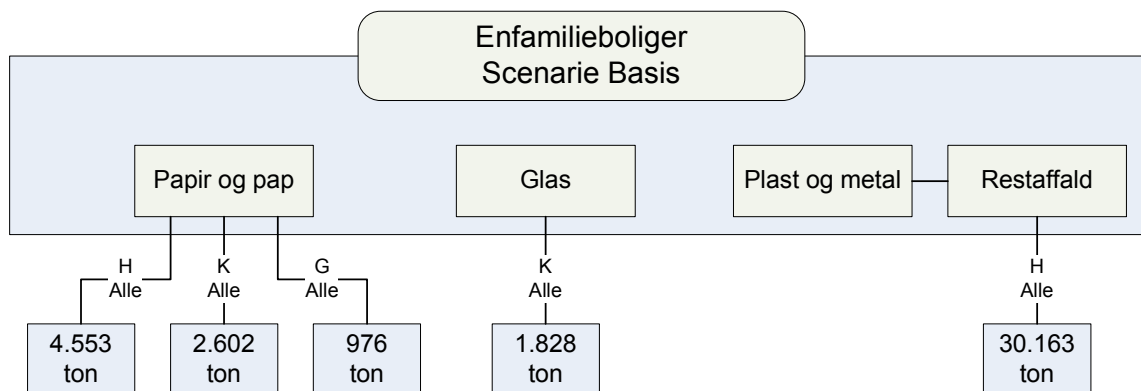 Enfamilieboliger
Scenarie Basis
Papir og pap
Glas
Plast og metal
Restaffald
H
Alle
K
Alle
G
Alle
K
Alle
H
Alle
4.553
ton
2.602
ton
976
ton
1.828
ton
30.163
ton